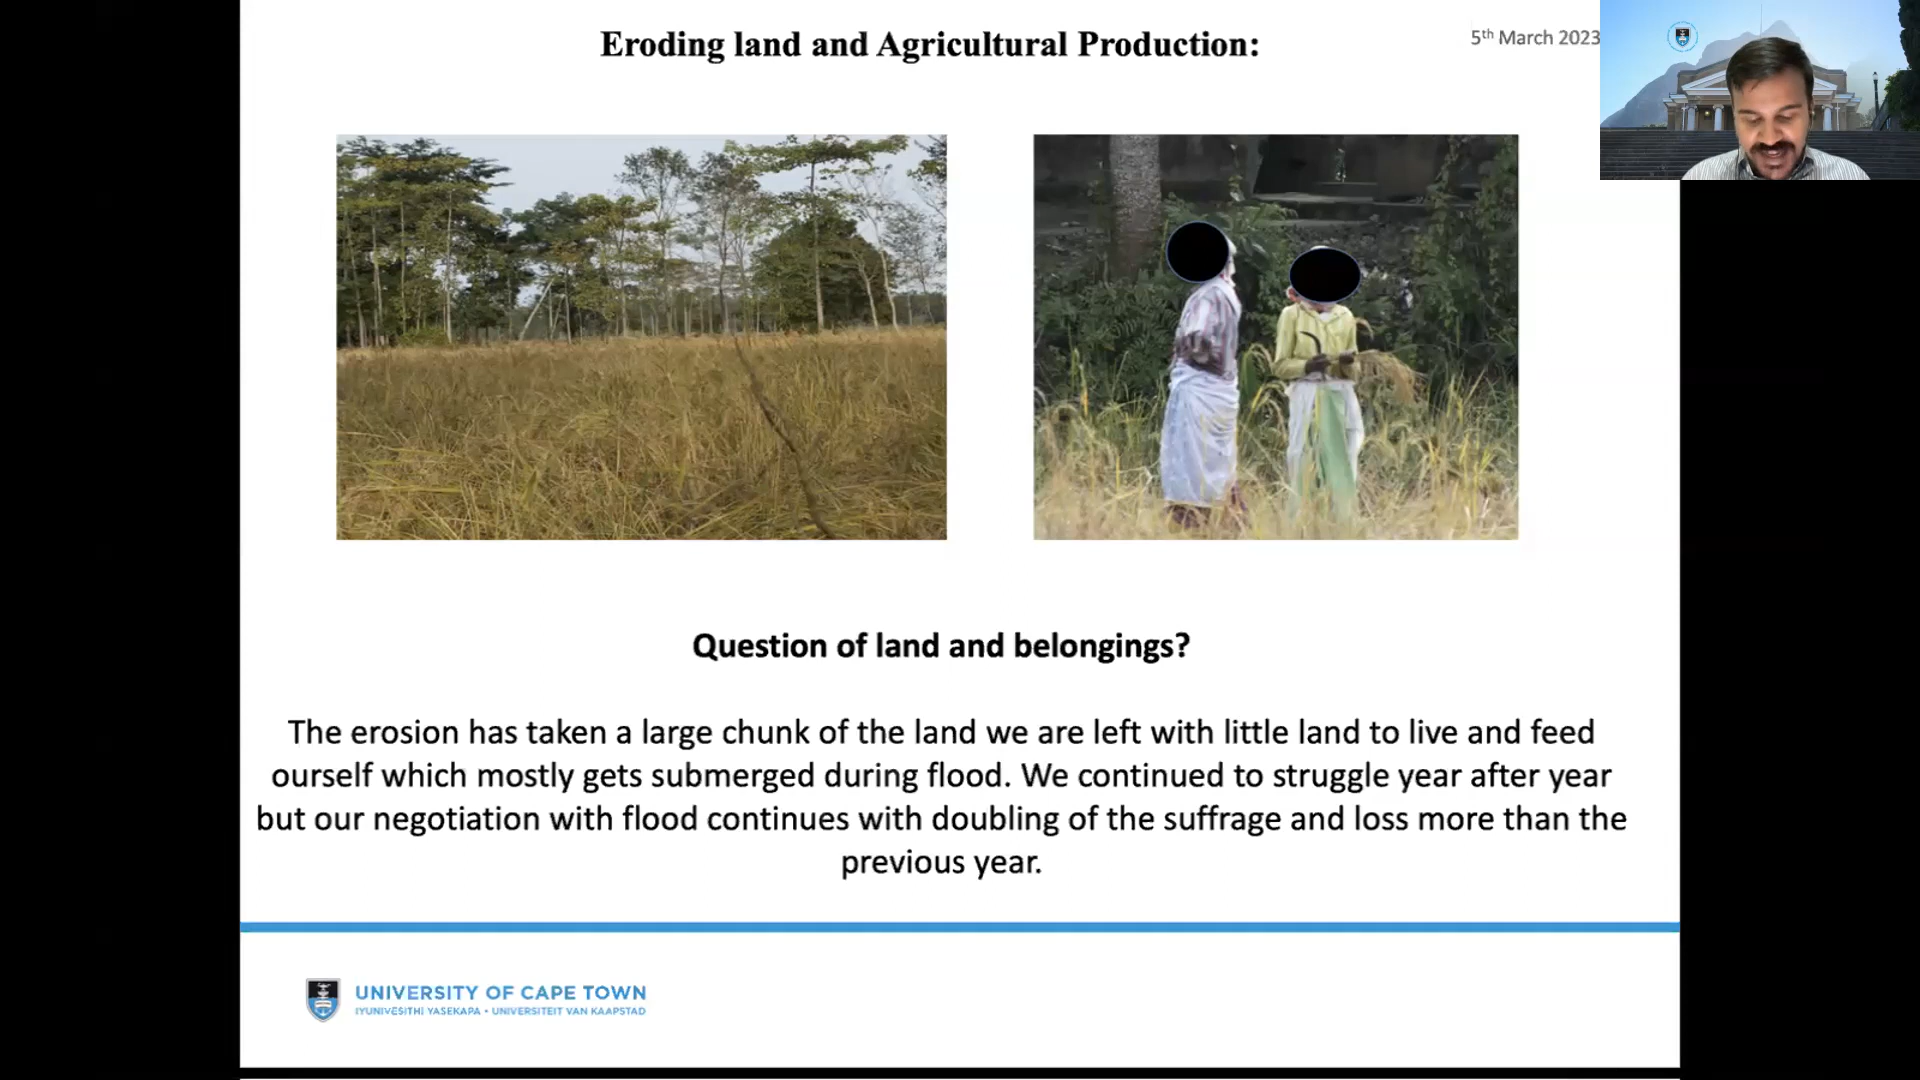 Eroding land and Agricultural Production:
5th March 2023
Question of land and belongings?
The erosion has taken a large chunk of the land we are left with little land to live and feed
ourself which mostly gets submerged during flood. We continued to struggle year after year
but our negotiation with flood continues with doubling of the suffrage and loss more than the
previous year.
UNIVERSITY OF CAPE TOWN
IYUNIVESITHI YASEKAPA • UNIVERSITEIT VAN KAAPSTAD